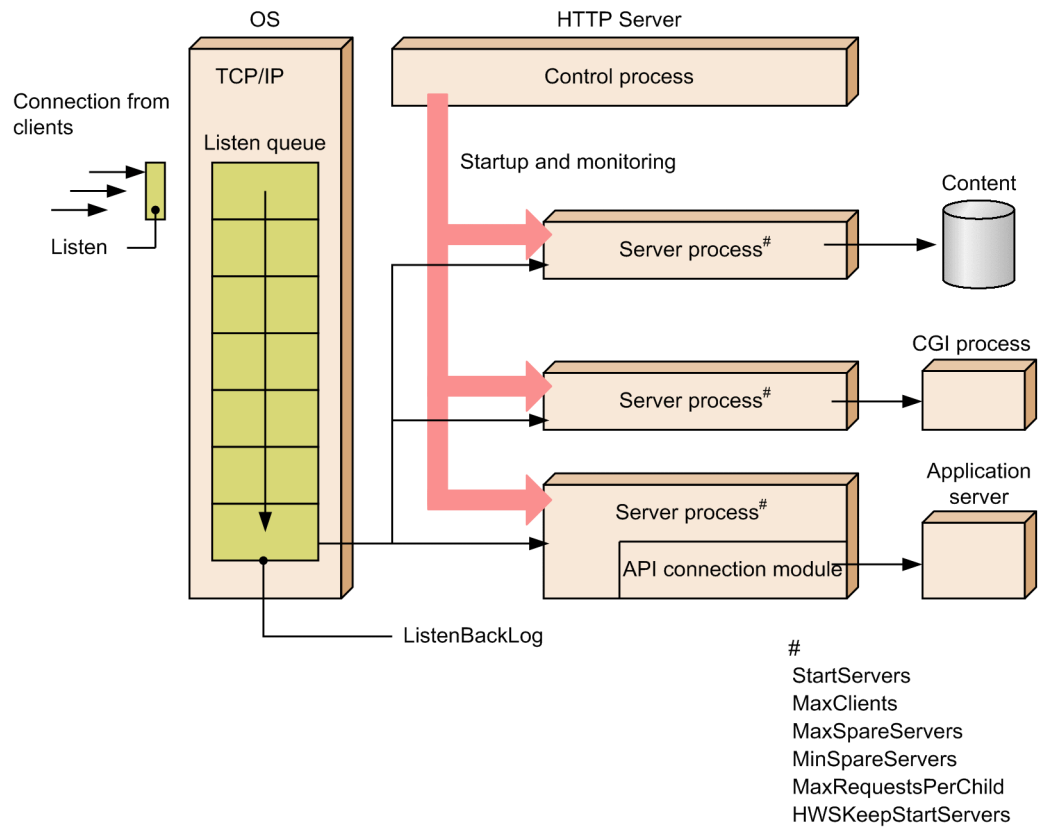 OS
HTTP Server
TCP/IP
Control process
Connection from
clients
Listen queue
Startup and monitoring
Content
Listen
Server process#
CGI process
Server process#
Application
server
Server process#
API connection module
ListenBackLog
#
StartServers
MaxClients
MaxSpareServers
MinSpareServers
MaxRequestsPerChild
HWSKeepStartServers